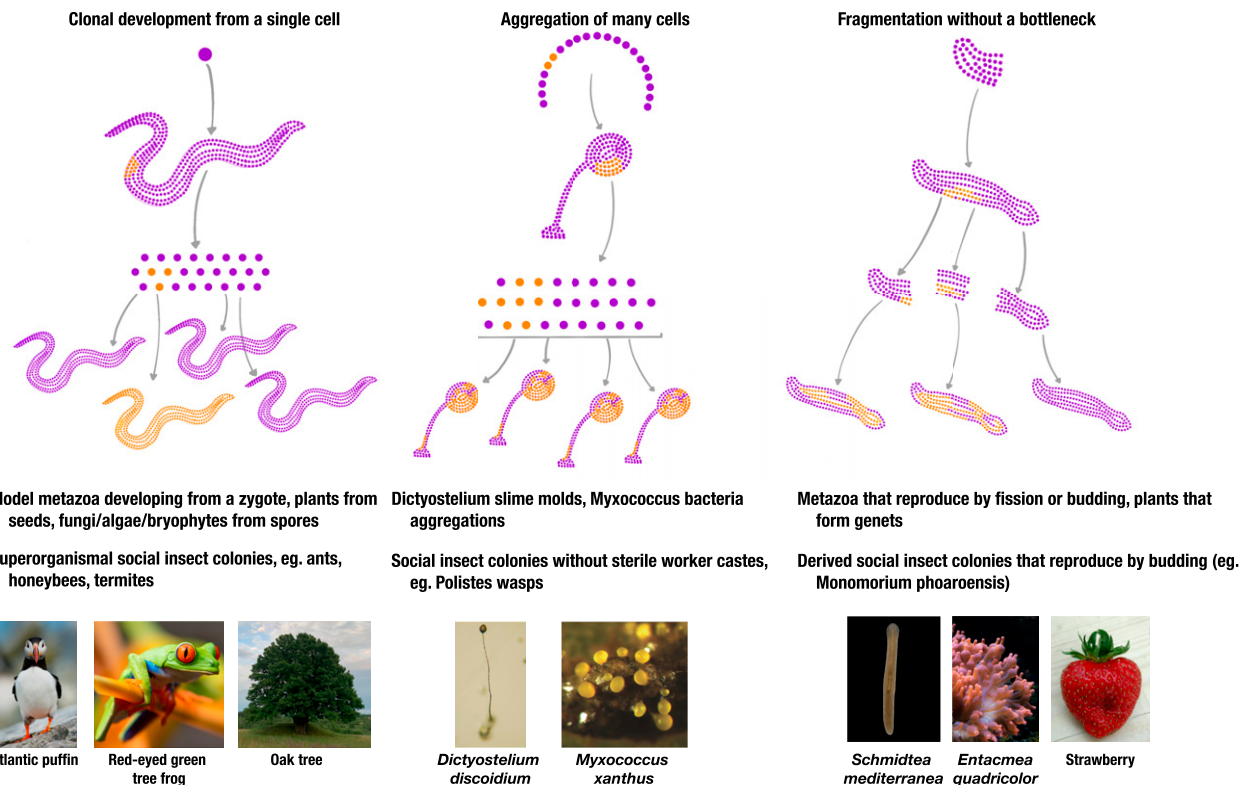 Clonal development from a single cell
Aggregation of many cells
Fragmentation without a bottleneck
lodel metazoa developing from a zygote, plants from
seeds, fungi/algae/bryophytes from spores
uperorganismal social insect colonies, eg. ants,
honeybees, termites
Dictyostelium slime molds, Myxococcus bacteria
aggregations
Social insect colonies without sterile worker castes,
eg. Polistes wasps
Metazoa that reproduce by fission or budding, plants that
form genets
Derived social insect colonies that reproduce by budding (eg.
Monomorium phoaroensis)
tlantic puffin
Red-eyed green
tree frog
Oak tree
Dictyostelium
discoidium
Myxococcus
xanthus
Schmidtea
mediterranea
Entacmea
quadricolor
Strawberry